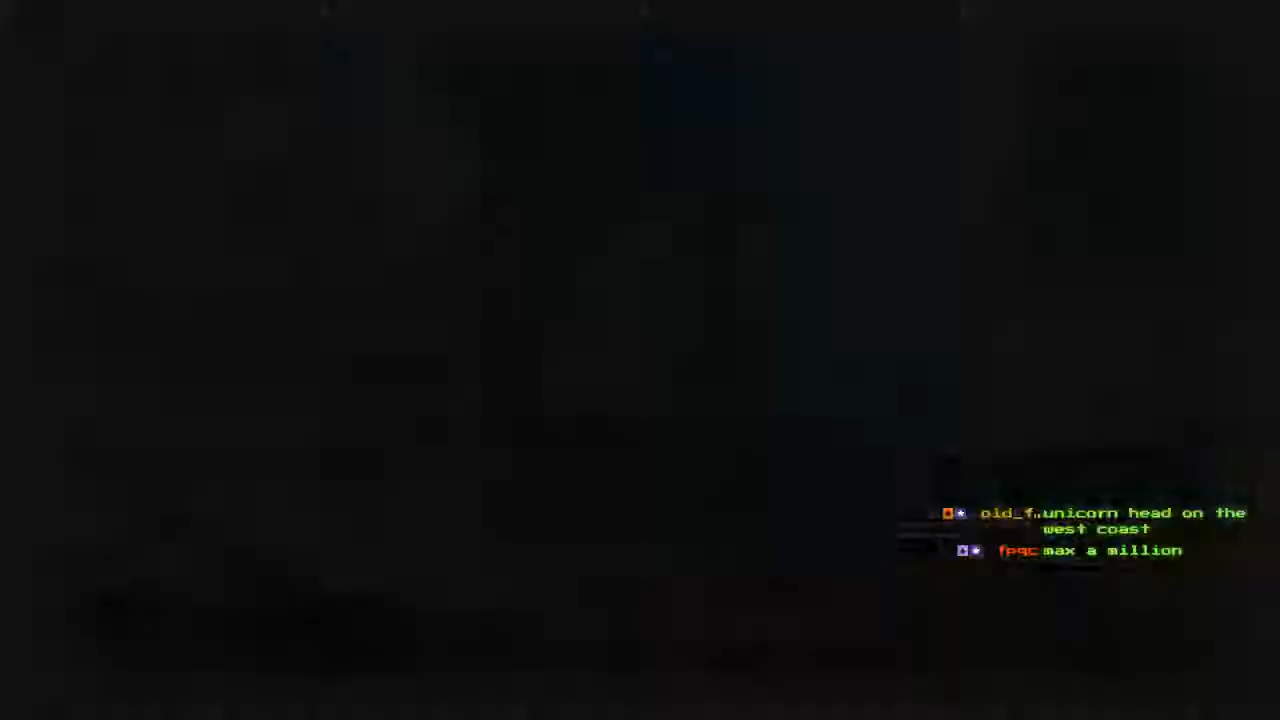 old_f..unicorn head on the
west coast
fpqc max a million